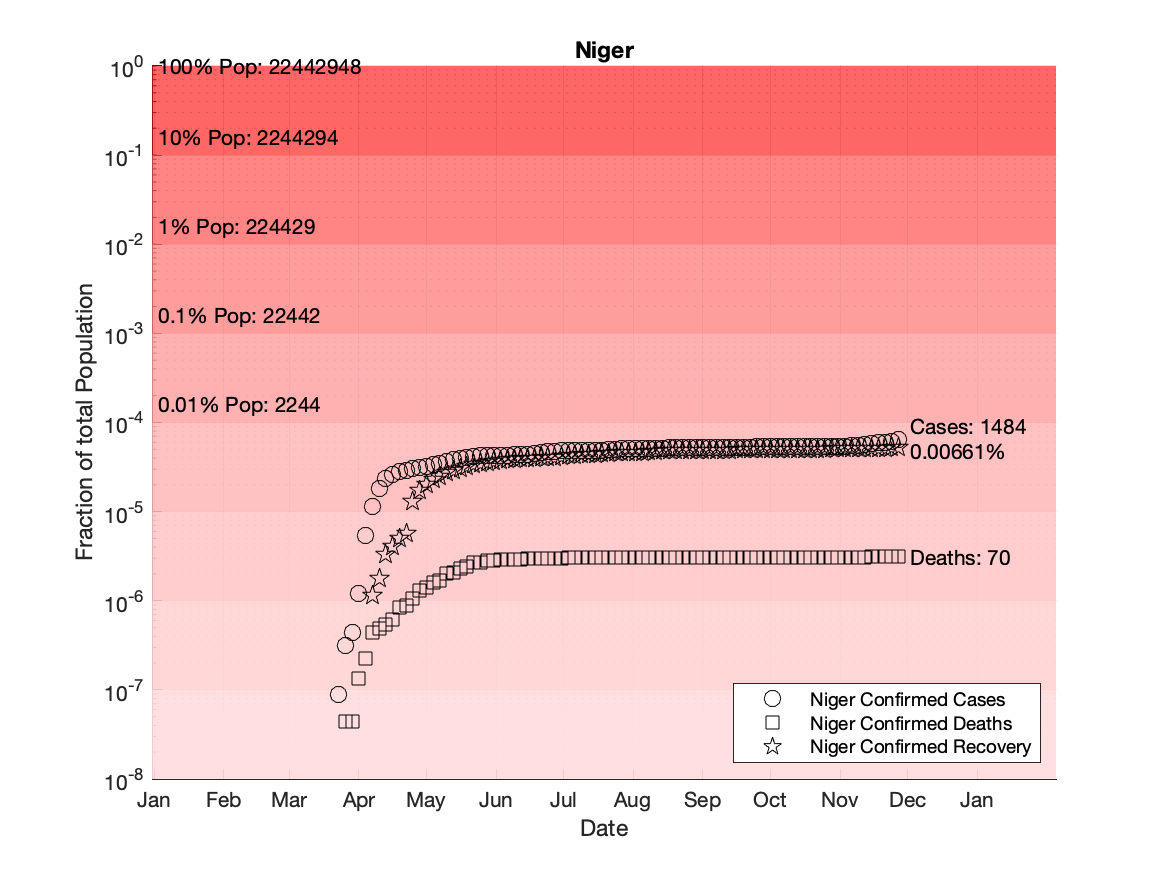 Niger
10^0
100% Pop: 22442948
10% Pop: 2244294
10^-1
1% Pop: 224429
10^-2
0.1% Pop: 22442
10^-3
0.01% Pop: 2244
10^-4
Cases: 1484
0.00661%
10^-5
Deaths: 70
10^-6
10^-7
10^-8
Fraction of total Population
Niger Confirmed Cases
Niger Confirmed Deaths
Niger Confirmed Recovery
Jan Feb Mar Apr May Jun Jul Aug Sep Oct Nov Dec Jan
Date